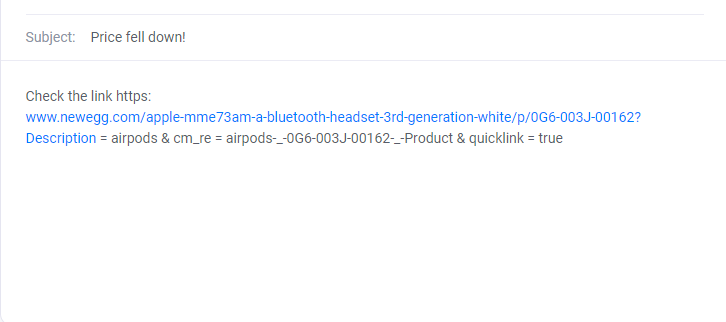 Subject: Price fell down!
Check the link https:
www.newegg.com/apple-mme73am-a-bluetooth-headset-3rd-generation-white/p/0G6-003J-00162?
Description = airpods & cm_re = airpods-_-0G6-003J-00162-_-Product & quicklink = true